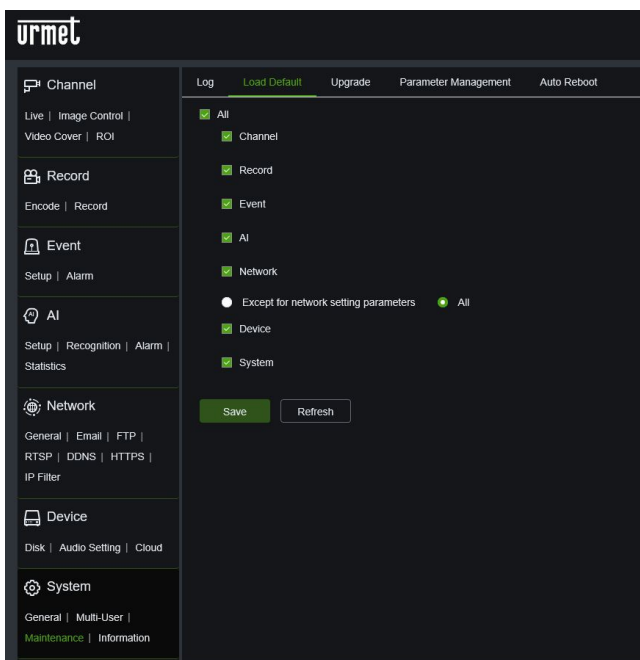 urmet
Channel
Live | Image Control |
Video Cover | ROI
Record
Encode | Record
Event
Setup | Alarm
AI
Setup | Recognition | Alarm |
Statistics
Network
General | Email | FTP |
RTSP | DDNS | HTTPS |
IP Filter
Device
Disk | Audio Setting | Cloud
System
General | Multi-User |
Maintenance | Information
Log Load Default Upgrade Parameter Management Auto Reboot
All
Channel
Record
Event
AI
Network
Except for network setting parameters All
Device
System
Save Refresh